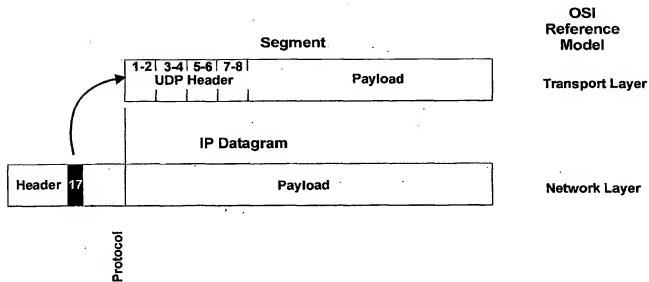 OSI
Reference
Model
Segment
1-2 3-4 5-6 7-8
UDP Header
Payload
Transport Layer
IP Datagram
Header 17
Payload
Network Layer
Protocol